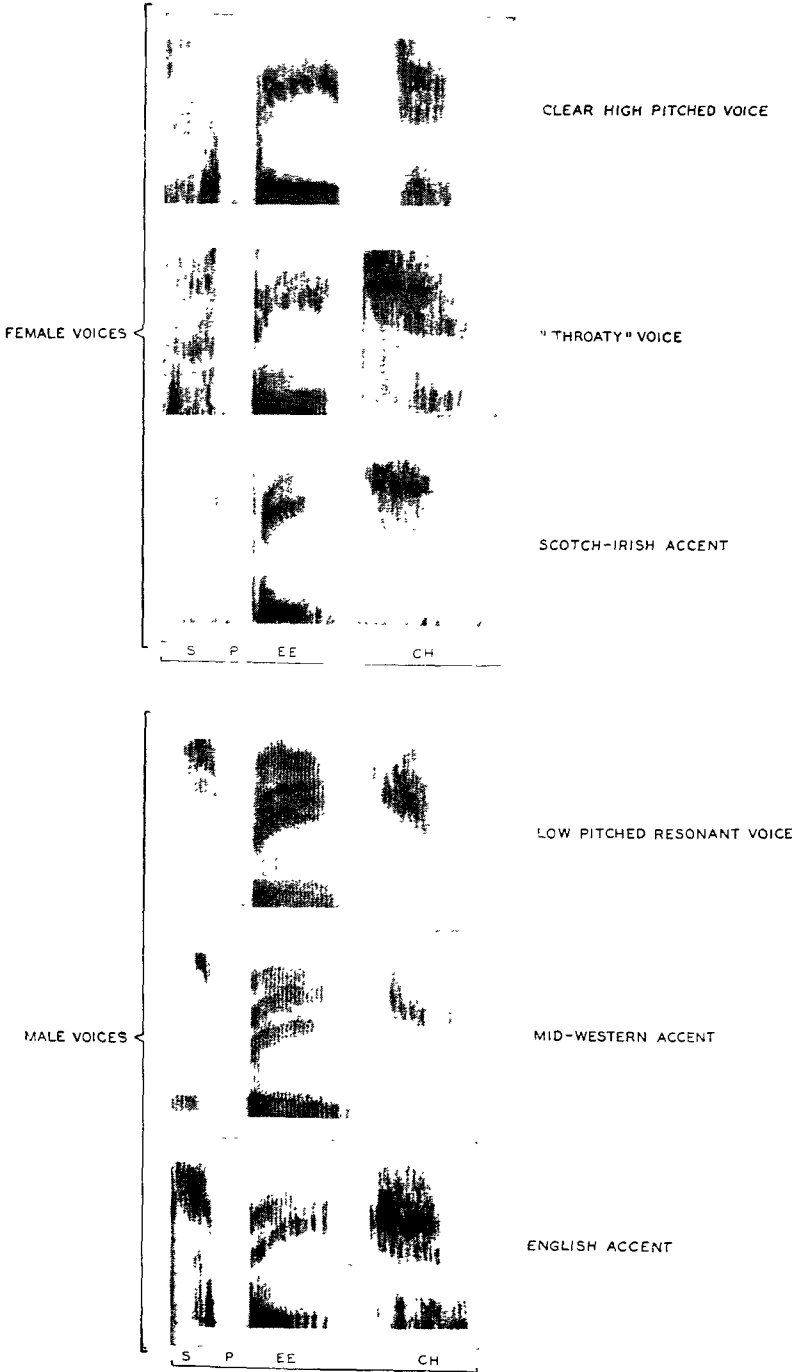 CLEAR HIGH PITCHED VOICE
FEMALE VOICES
"THROATY" VOICE
SCOTCH-IRISH ACCENT
S P EE CH
LOW PITCHED RESONANT VOICE
MALE VOICES
MID-WESTERN ACCENT
ENGLISH ACCENT
S P EE CH